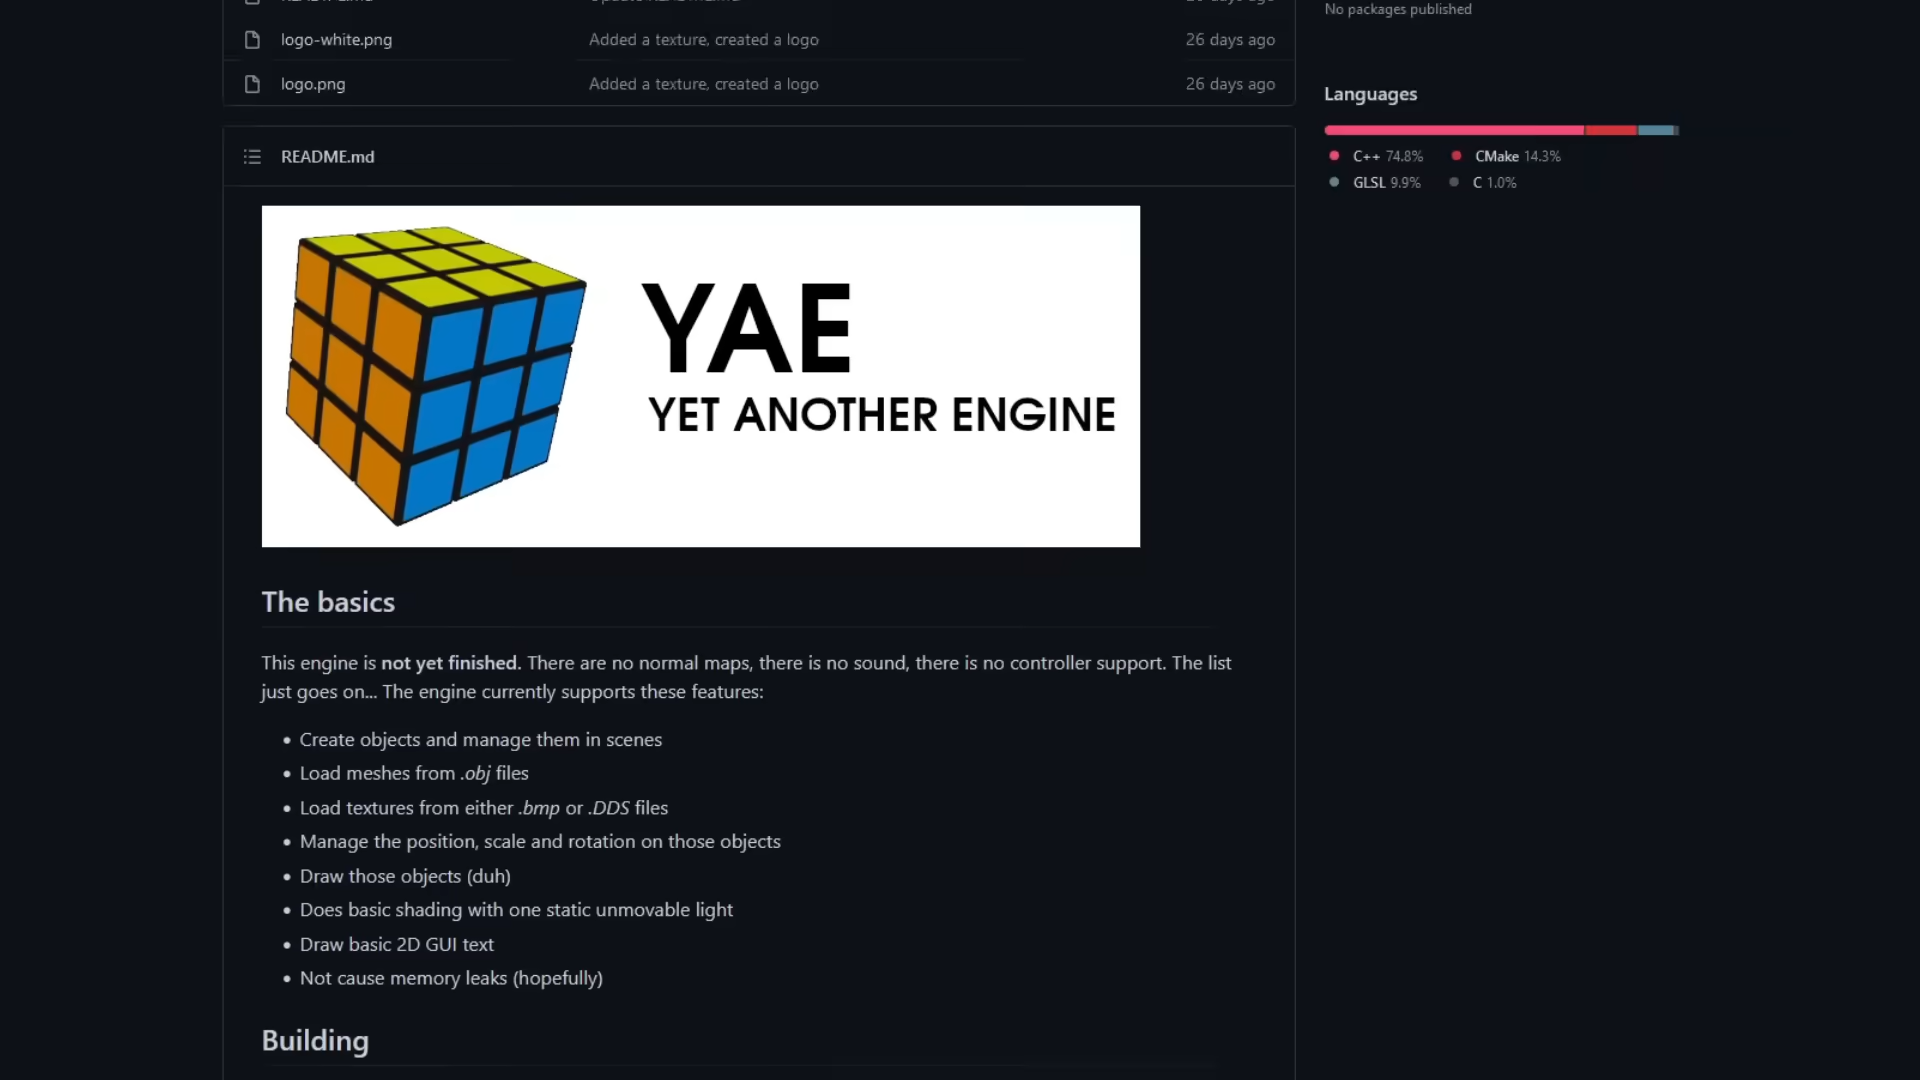 No packages published
logo-white.png Added a texture, created a logo 26 days ago
logo.png Added a texture, created a logo 26 days ago
Languages
C++ 74.8% CMake 14.3%
GLSL 9.9% C 1.0%
README.md
YAE
YET ANOTHER ENGINE
The basics
This engine is not yet finished. There are no normal maps, there is no sound, there is no controller support. The list
just goes on... The engine currently supports these features:
• Create objects and manage them in scenes
• Load meshes from .obj files
• Load textures from either .bmp or .DDS files
• Manage the position, scale and rotation on those objects
• Draw those objects (duh)
• Does basic shading with one static unmovable light
• Draw basic 2D GUI text
• Not cause memory leaks (hopefully)
Building